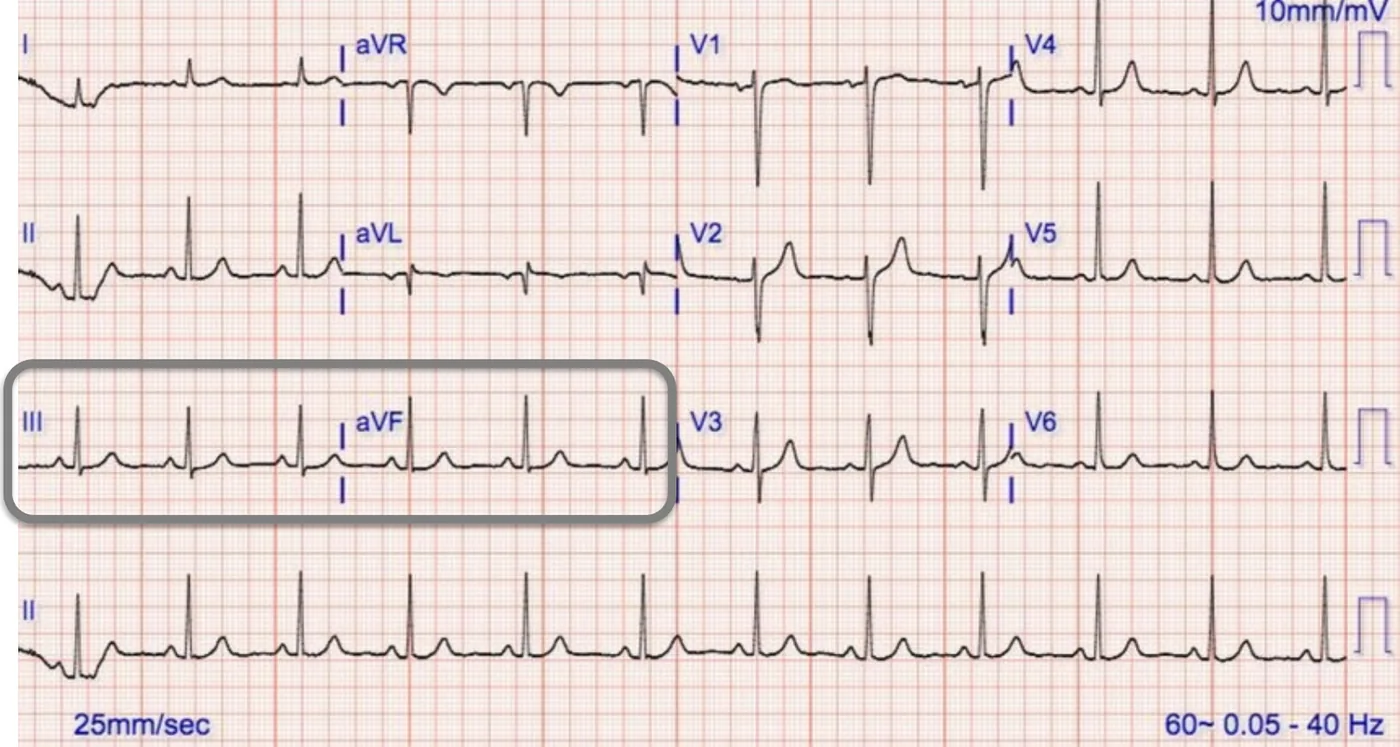 10mm/mV
I aVR V1 V4
II aVL V2 V5
III aVF V3 V6
II
25mm/sec 60~ 0.05 - 40 Hz